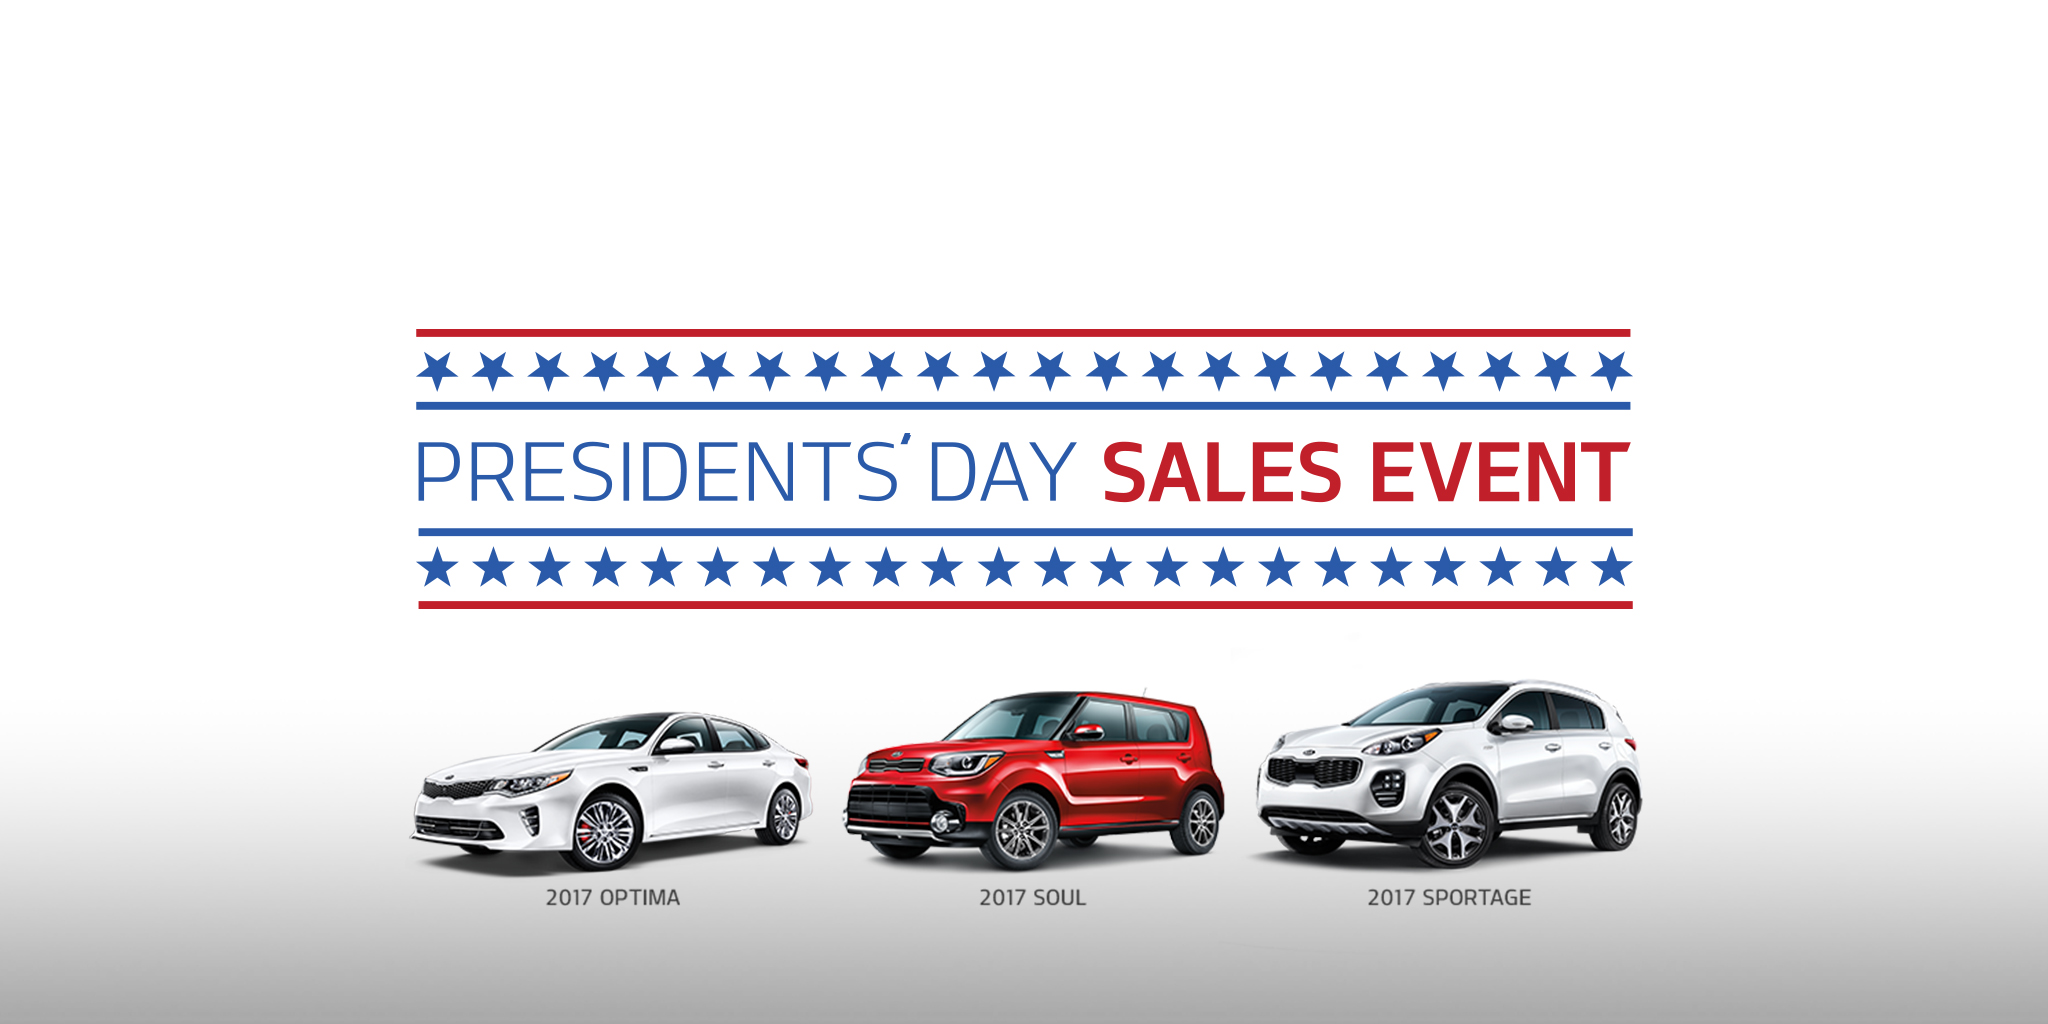 PRESIDENTS' DAY SALES EVENT
2017 OPTIMA
2017 SOUL
2017 SPORTAGE